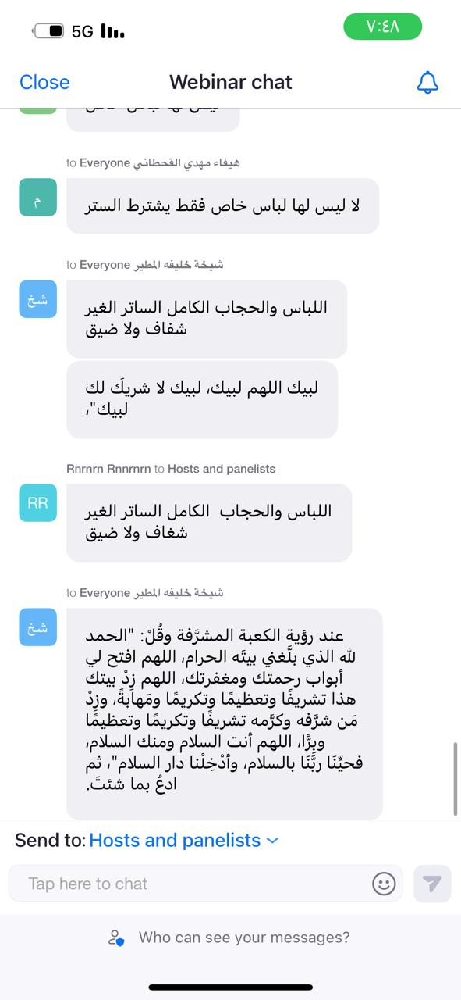 5G
٧:٤٨
Close
Webinar chat
ليس لها لباس خاص
هيفاء مهدي القحطاني to Everyone
م
لا ليس لها لباس خاص فقط يشترط الستر
شيخة خليفه المطير to Everyone
شخ
اللباس والحجاب الكامل الساتر الغير
شفاف ولا ضيق
لبيك اللهم لبيك، لبيك لا شريكَ لك
لبيك"،
Rnrnrn Rnnrnrn to Hosts and panelists
RR
اللباس والحجاب الكامل الساتر الغير
شغاف ولا ضيق
شيخة خليفه المطير to Everyone
شخ
عند رؤية الكعبة المشرَّفة وقُلْ: "الحمد
لله الذي بلَّغني بيتَه الحرام، اللهم افتح لي
أبواب رحمتك ومغفرتك، اللهم زِدْ بيتك
هذا تشريفًا وتعظيمًا وتكريمًا ومَهابةً، وزِدْ
مَن شرَّفه وكرَّمه تشريفًا وتكريمًا وتعظيمًا
وبِرًّا، اللهم أنت السلام ومنك السلام،
فحيِّنَا ربَّنَا بالسلام، وأدْخِلْنا دار السلام"، ثم
ادعُ بما شئتَ.
Send to: Hosts and panelists
Tap here to chat
Who can see your messages?